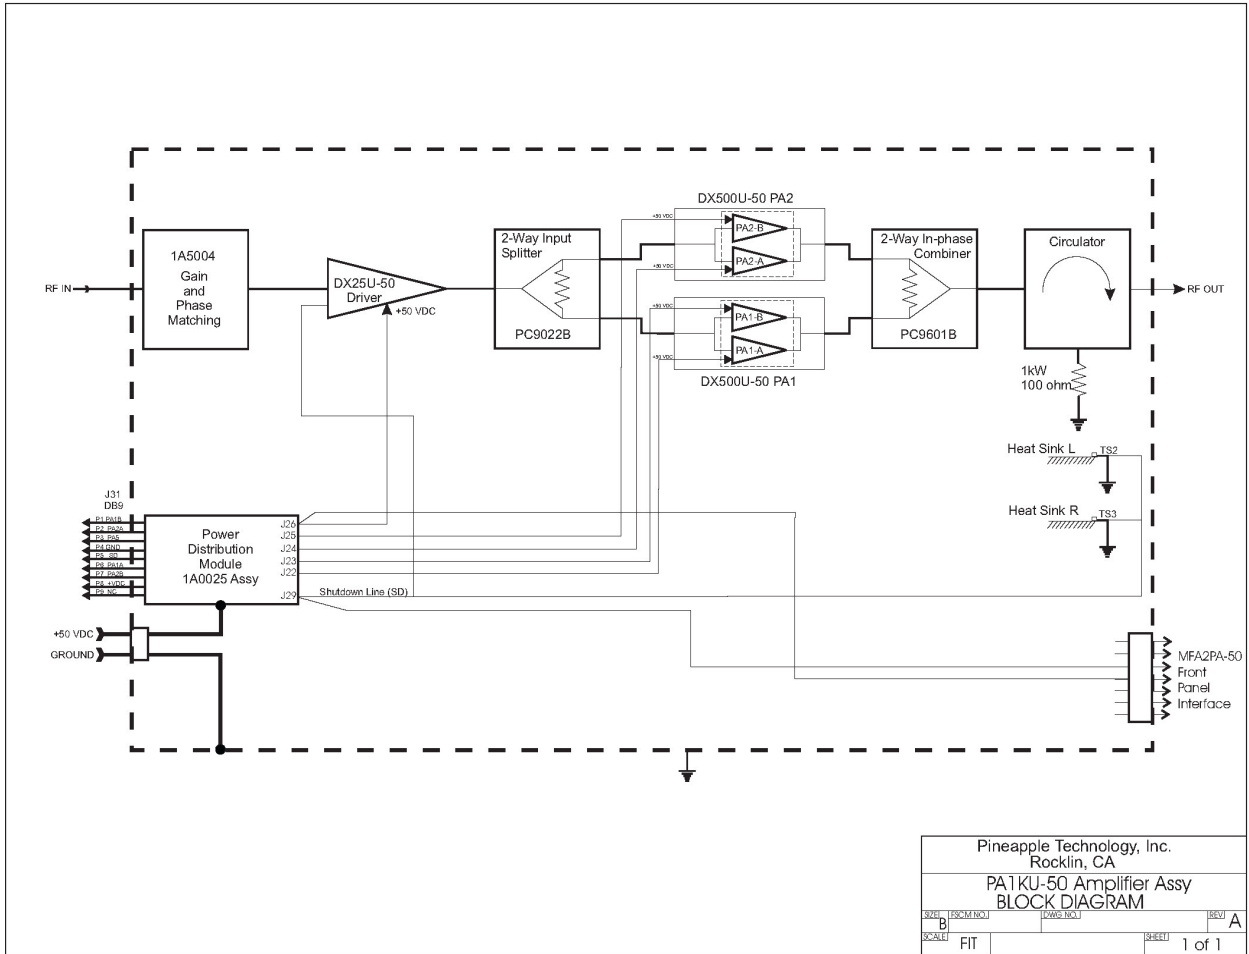 DX500U-50 PA2
+50 VDC
PA2-B
PA2-A
+50 VDC
1A5004
Gain
and
Phase
Matching
RF IN
DX25U-50
Driver
+50 VDC
2-Way Input
Splitter
PC9022B
+50 VDC
PA1-B
PA1-A
+50 VDC
DX500U-50 PA1
2-Way In-phase
Combiner
PC9601B
Circulator
RF OUT
1kW
100 ohm
Heat Sink L
TS2
Heat Sink R
TS3
J31
DB9
P1 PA1B
P2 PA2A
P3 PAS
P4 GND
P5 SD
P6 PA1A
P7 PA2B
P8 +VDC
P9 NC
Power
Distribution
Module
1A0025 Assy
J26
J25
J24
J23
J22
J29
Shutdown Line (SD)
+50 VDC
GROUND
MFA2PA-50
Front
Panel
Interface
Pineapple Technology, Inc.
Rocklin, CA
PA1KU-50 Amplifier Assy
BLOCK DIAGRAM
SIZE B
FSCM NO.
DWG NO.
REV A
SCALE FIT
SHEET 1 of 1